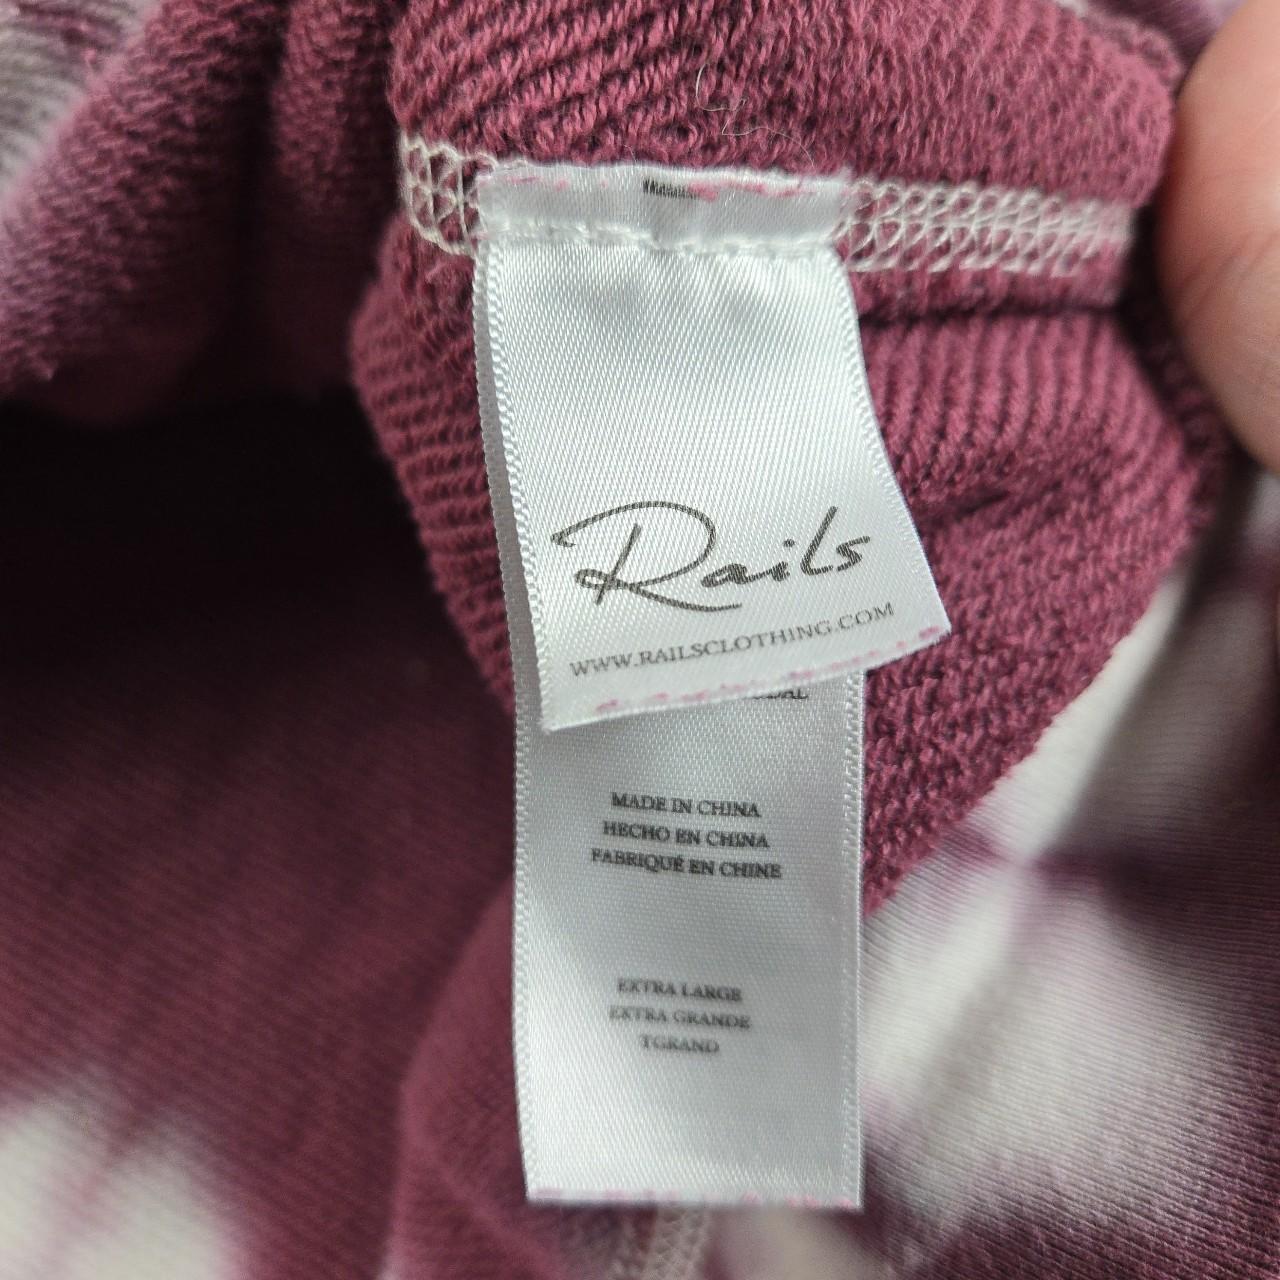 Rails
WWW.RAILSCLOTHING.COM
MADE IN CHINA
HECHO EN CHINA
FABRIQUÉ EN CHINE
EXTRA LARGE
EXTRA GRANDE
TGRAND